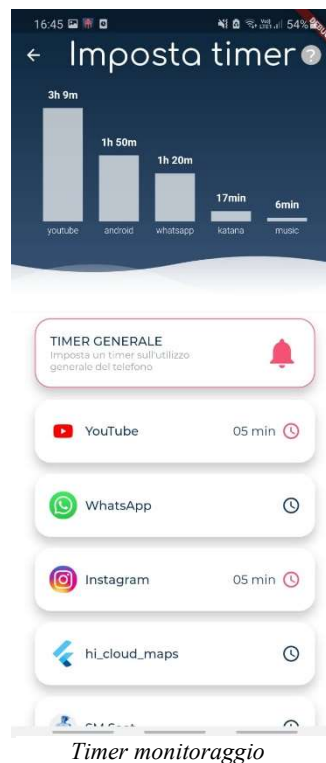 16:45 54%
Imposta timer ?
3h 9m
1h 50m
1h 20m
17min
6min
youtube android whatsapp katana music
TIMER GENERALE
Imposta un timer sull'utilizzo
generale del telefono
YouTube 05 min
WhatsApp
Instagram 05 min
hi_cloud_maps
Timer monitoraggio